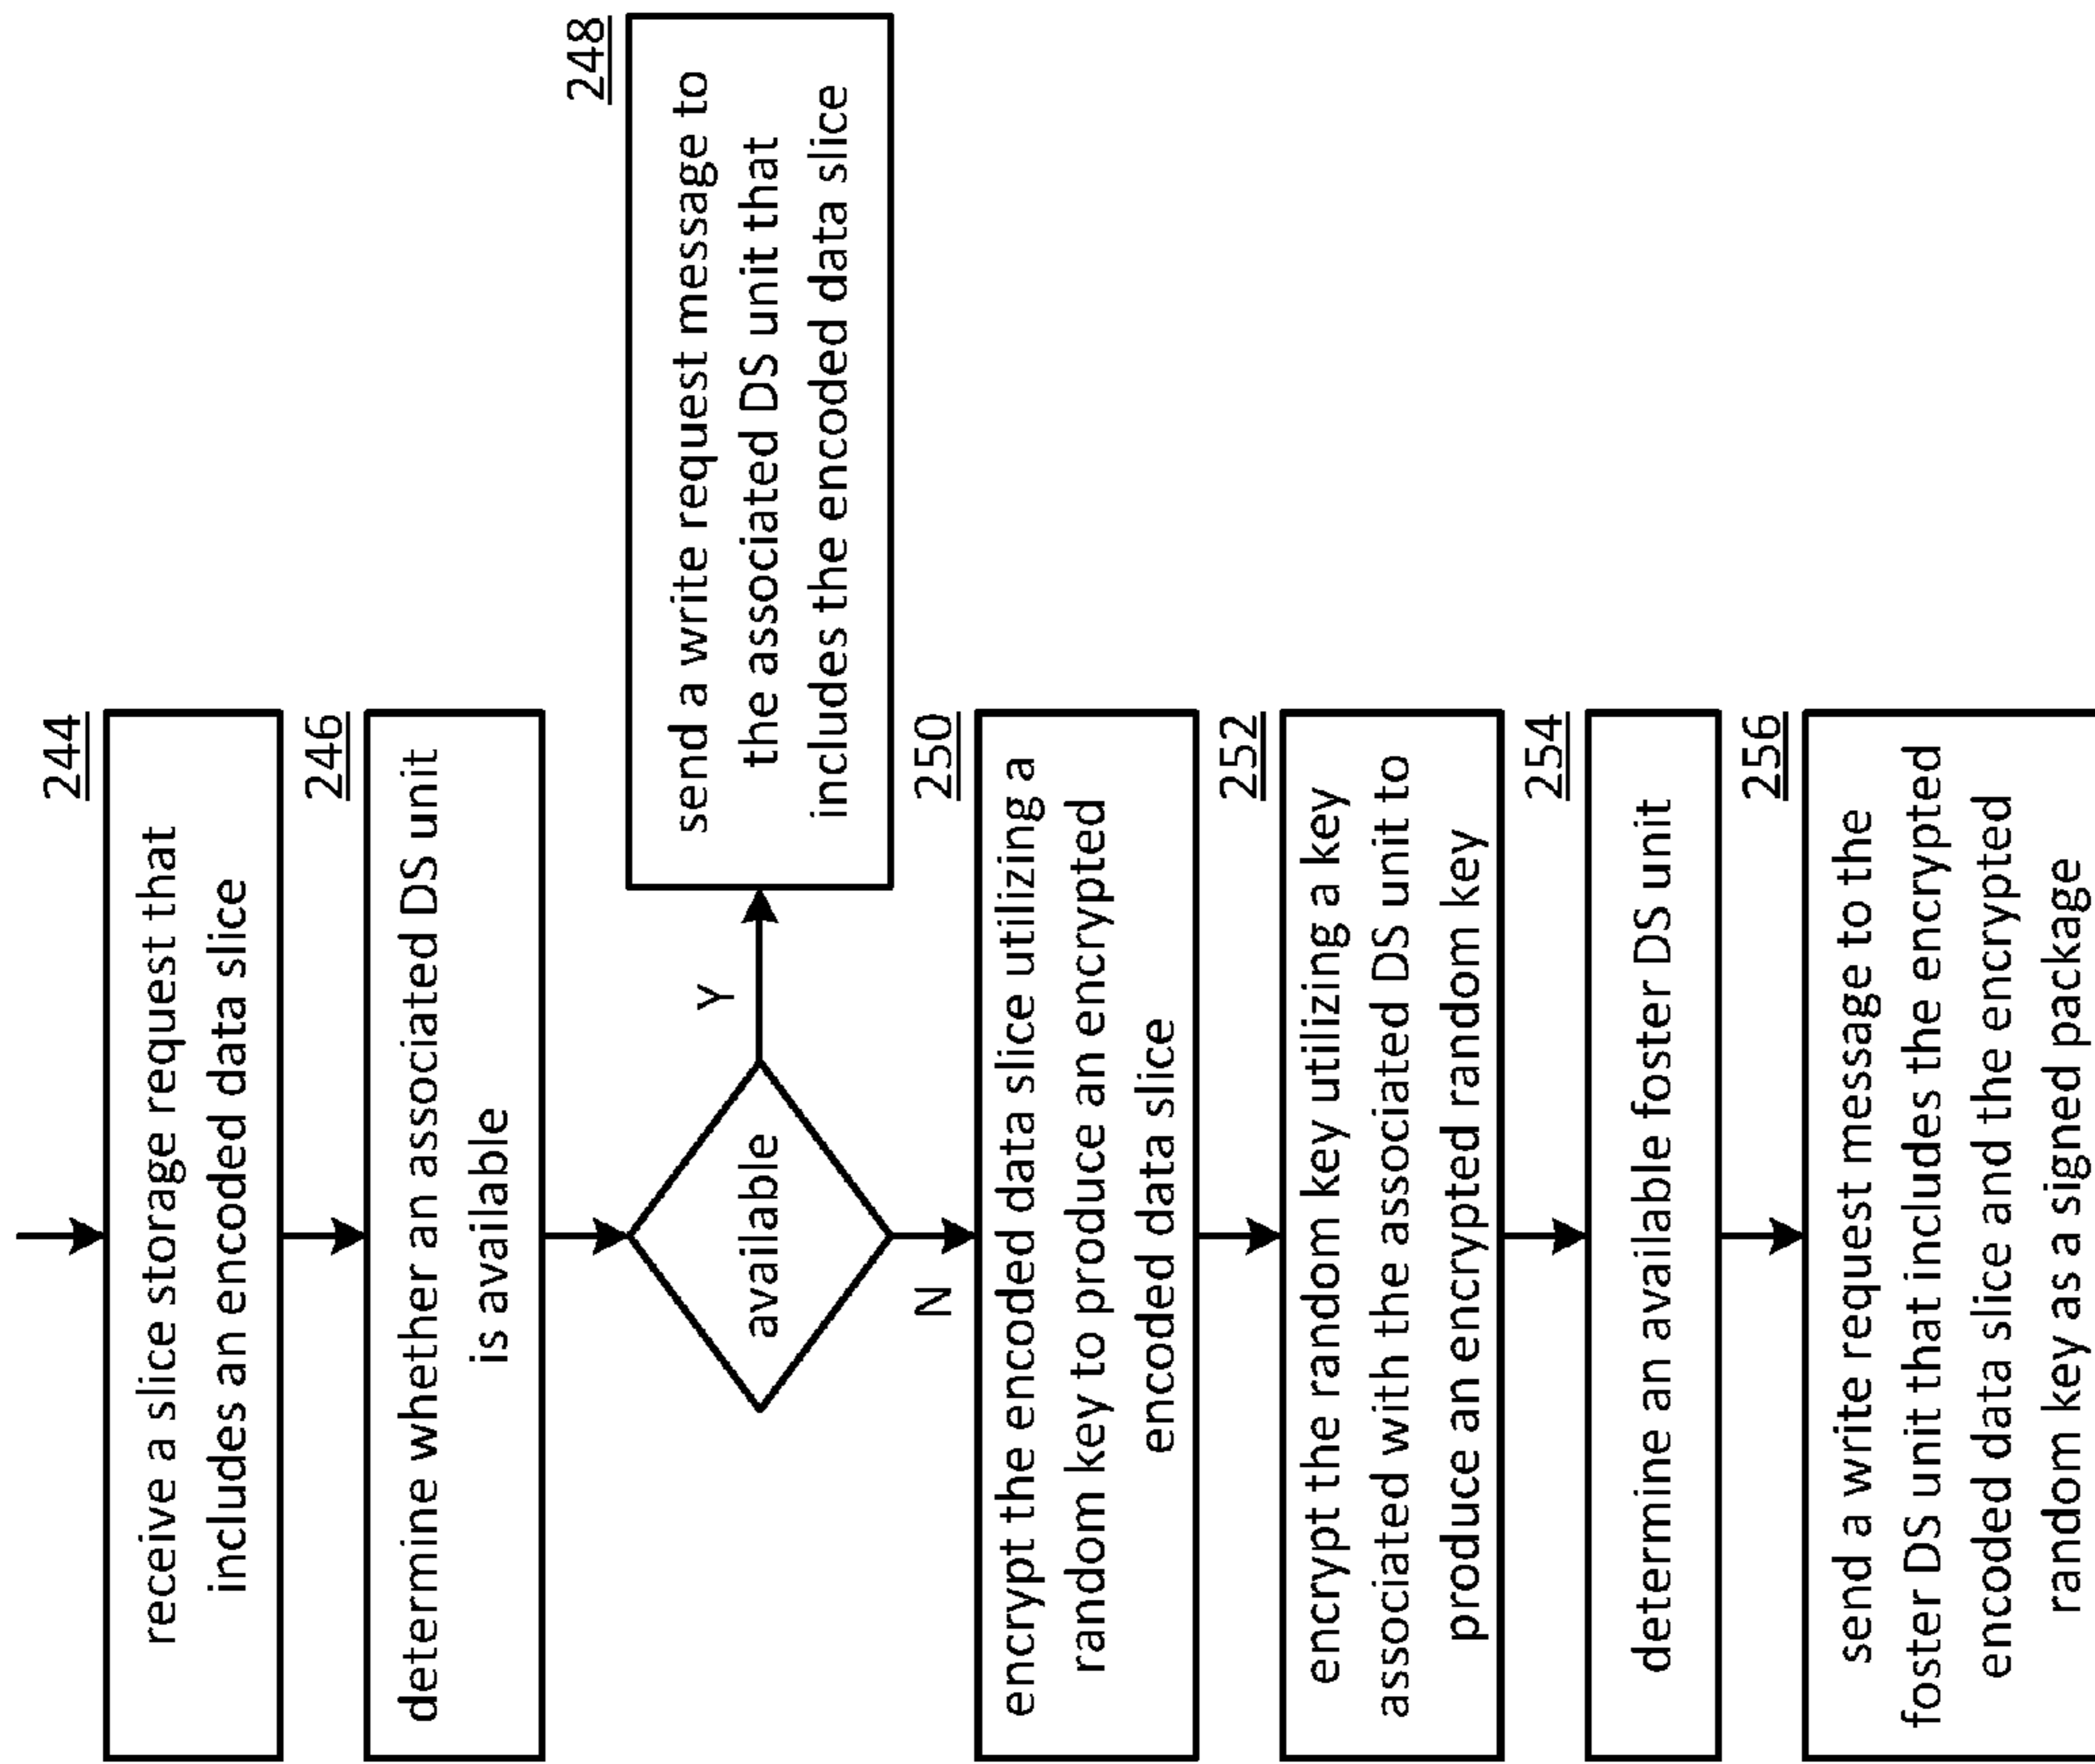 244
receive a slice storage request that
includes an encoded data slice
246
determine whether an associated DS unit
is available
available
Y
248
send a write request message to
the associated DS unit that
includes the encoded data slice
N
250
encrypt the encoded data slice utilizing a
random key to produce an encrypted
encoded data slice
252
encrypt the random key utilizing a key
associated with the associated DS unit to
produce an encrypted random key
254
determine an available foster DS unit
256
send a write request message to the
foster DS unit that includes the encrypted
encoded data slice and the encrypted
random key as a signed package